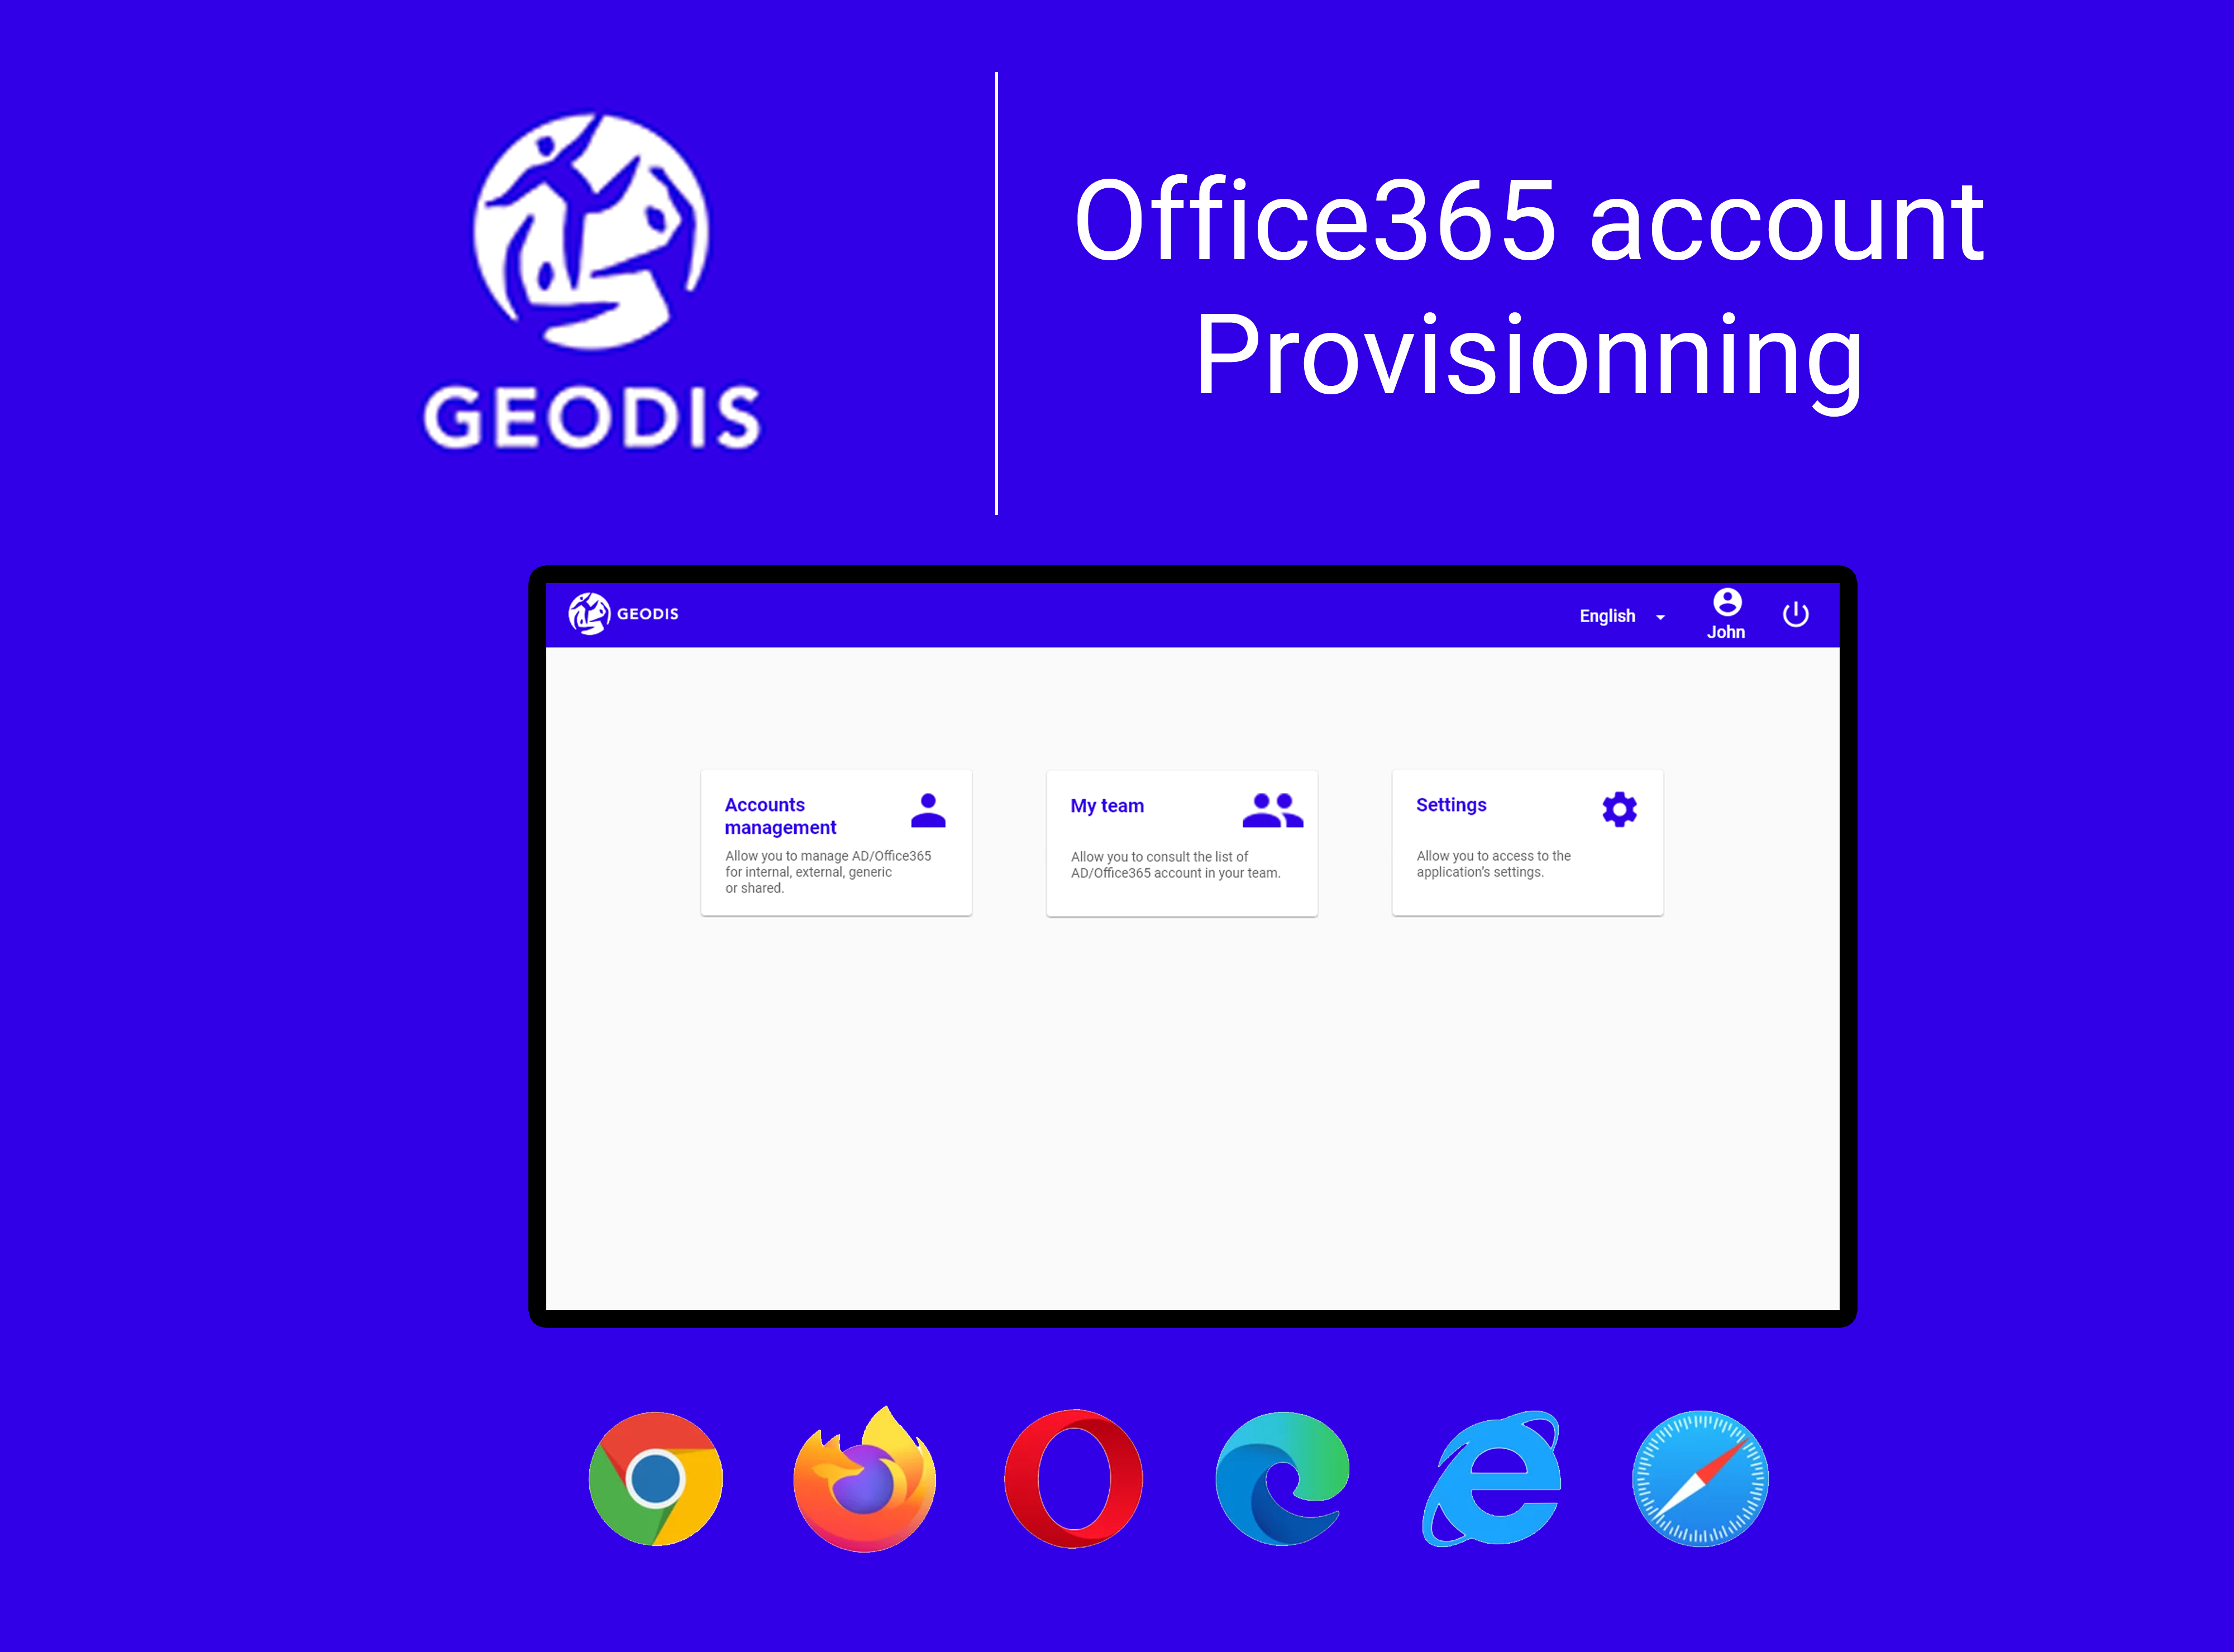 GEODIS
Office365 account
Provisionning
GEODIS
English
John
Accounts
management
Allow you to manage AD/Office365
for internal, external, generic
or shared.
My team
Allow you to consult the list of
AD/Office365 account in your team.
Settings
Allow you to access to the
application's settings.